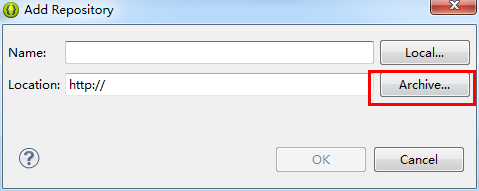 Add Repository
Name:
Local...
Location:
http://
Archive...
?
OK
Cancel